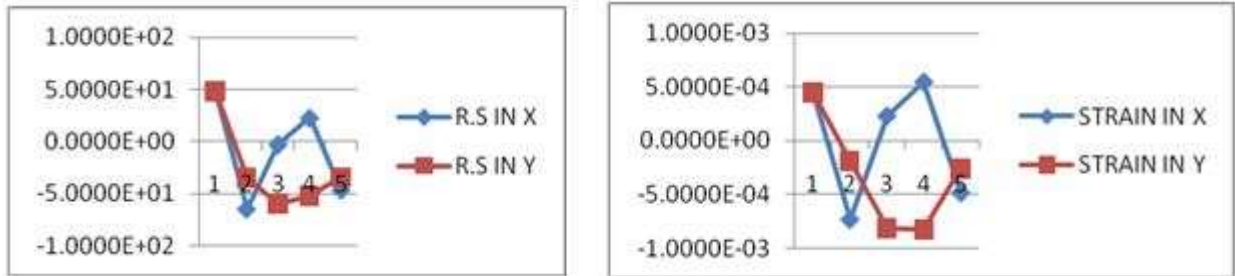 1.0000E+02
5.0000E+01
0.0000E+00
-5.0000E+01
-1.0000E+02
1 2 3 4 5
R.S IN X
R.S IN Y
1.0000E-03
5.0000E-04
0.0000E+00
-5.0000E-04
-1.0000E-03
1 2 3 4 5
STRAIN IN X
STRAIN IN Y